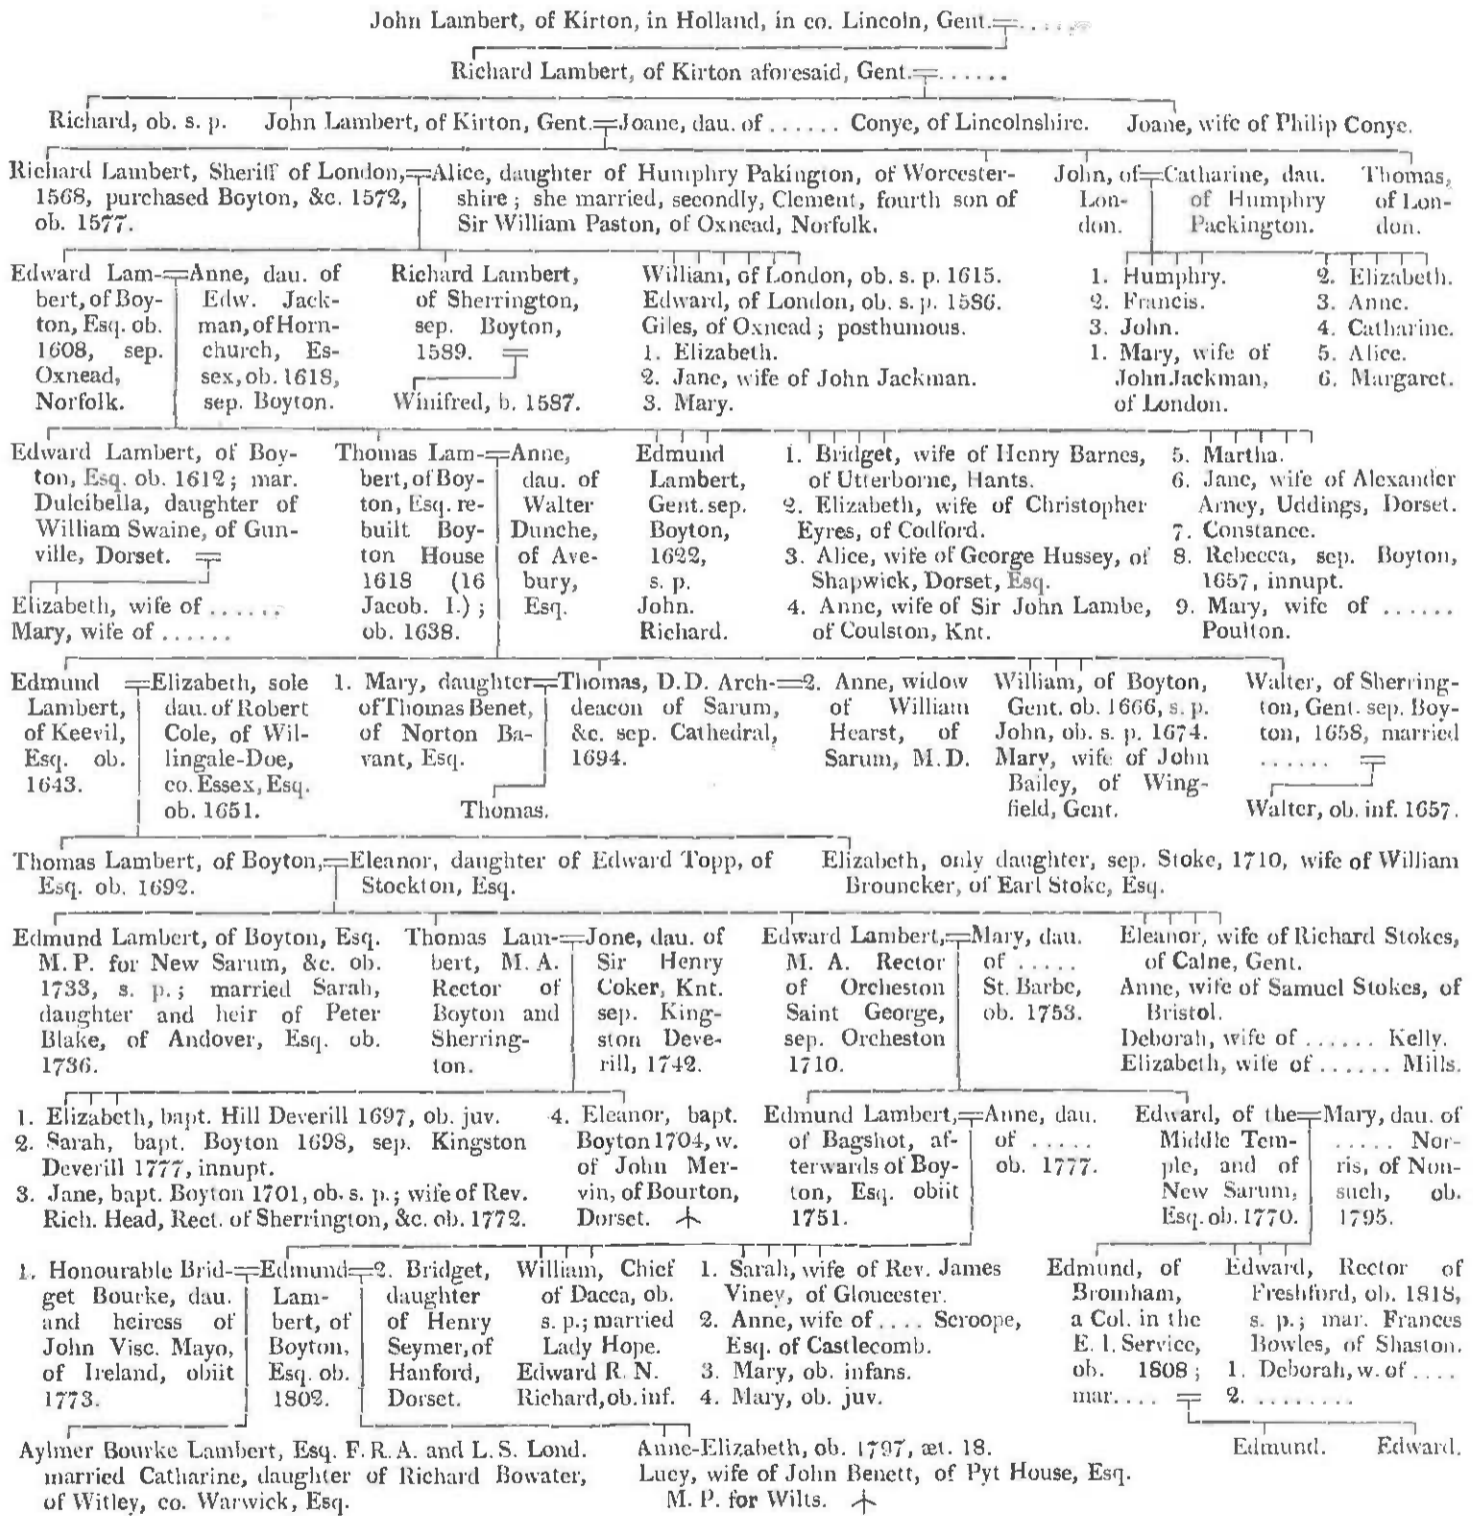 John Lambert, of Kirton, in Holland, in co. Lincoln, Gent.=
Richard Lambert, of Kirton aforesaid, Gent.=......
Richard, ob. s. p.
John Lambert, of Kirton, Gent.=Joane, dau. of ...... Conye, of Lincolnshire.
Joane, wife of Philip Conye.
Richard Lambert, Sheriff of London,=
1568, purchased Boyton, &c. 1572,
ob. 1577.
Alice, daughter of Humphry Pakington, of Worcester-
shire; she married, secondly, Clement, fourth son of
Sir William Paston, of Oxnead, Norfolk.
John, of=
Lon-
don.
Catharine, dau.
of Humphry
Packington.
Thomas,
of Lon-
don.
Edward Lam-=
bert, of Boy-
ton, Esq. ob.
1608, sep.
Oxnead,
Norfolk.
Anne, dau. of
Edw. Jack-
man, of Horn-
church, Es-
sex, ob. 1618,
sep. Boyton.
Richard Lambert,
of Sherrington,
sep. Boyton,
1589. =
Winifred, b. 1587.
William, of London, ob. s. p. 1615.
Edward, of London, ob. s. p. 1586.
Giles, of Oxnead; posthumous.
1. Elizabeth.
2. Jane, wife of John Jackman.
3. Mary.
1. Humphry.
2. Francis.
3. John.
1. Mary, wife of
John Jackman,
of London.
2. Elizabeth.
3. Anne.
4. Catharine.
5. Alice.
6. Margaret.
Edward Lambert, of Boy-
ton, Esq. ob. 1612; mar.
Dulcibella, daughter of
William Swaine, of Gun-
ville, Dorset. =
Elizabeth, wife of ......
Mary, wife of ......
Thomas Lam-=
bert, of Boy-
ton, Esq. re-
built Boy-
ton House
1618 (16
Jacob. I.);
ob. 1638.
Anne,
dau. of
Walter
Dunche,
of Ave-
bury,
Esq.
Edmund
Lambert,
Gent. sep.
Boyton,
1622,
s. p.
John.
Richard.
1. Bridget, wife of Henry Barnes,
of Utterborne, Hants.
2. Elizabeth, wife of Christopher
Eyres, of Codford.
3. Alice, wife of George Hussey, of
Shapwick, Dorset, Esq.
4. Anne, wife of Sir John Lambe,
of Coulston, Knt.
5. Martha.
6. Jane, wife of Alexander
Arney, Uddings, Dorset.
7. Constance.
8. Rebecca, sep. Boyton,
1657, innupt.
9. Mary, wife of ......
Poulton.
Edmund =
Lambert,
of Keevil,
Esq. ob.
1643.
Elizabeth, sole
dau. of Robert
Cole, of Wil-
lingale-Doe,
co. Essex, Esq.
ob. 1651.
1. Mary, daughter=
of Thomas Benet,
of Norton Ba-
vant, Esq.
Thomas, D.D. Arch-=
deacon of Sarum,
&c. sep. Cathedral,
1694.
Thomas.
2. Anne, widow
of William
Hearst, of
Sarum, M. D.
William, of Boyton,
Gent. ob. 1666, s. p.
John, ob. s. p. 1674.
Mary, wife of John
Bailey, of Wing-
field, Gent.
Walter, of Sherring-
ton, Gent. sep. Boy-
ton, 1658, married
...... =
Walter, ob. inf. 1657.
Thomas Lambert, of Boyton,=
Esq. ob. 1692.
Eleanor, daughter of Edward Topp, of
Stockton, Esq.
Elizabeth, only daughter, sep. Stoke, 1710, wife of William
Brouncker, of Earl Stoke, Esq.
Edmund Lambert, of Boyton, Esq.
M. P. for New Sarum, &c. ob.
1733, s. p.; married Sarah,
daughter and heir of Peter
Blake, of Andover, Esq. ob.
1736.
Thomas Lam-=
bert, M. A.
Rector of
Boyton and
Sherring-
ton.
Jone, dau. of
Sir Henry
Coker, Knt.
sep. King-
ston Deve-
rill, 1742.
Edward Lambert,=
M. A. Rector
of Orcheston
Saint George,
sep. Orcheston
1710.
Mary, dau.
of .....
St. Barbe,
ob. 1753.
Eleanor, wife of Richard Stokes,
of Calne, Gent.
Anne, wife of Samuel Stokes, of
Bristol.
Deborah, wife of ...... Kelly.
Elizabeth, wife of ...... Mills.
1. Elizabeth, bapt. Hill Deverill 1697, ob. juv.
2. Sarah, bapt. Boyton 1698, sep. Kingston
Deverill 1777, innupt.
3. Jane, bapt. Boyton 1701, ob. s. p.; wife of Rev.
Rich. Head, Rect. of Sherrington, &c. ob. 1772.
4. Eleanor, bapt.
Boyton 1704, w.
of John Mer-
vin, of Bourton,
Dorset.
Edmund Lambert,=
of Bagshot, af-
terwards of Boy-
ton, Esq. obiit
1751.
Anne, dau.
of .....
ob. 1777.
Edward, of the=
Middle Tem-
ple, and of
New Sarum,
Esq. ob. 1770.
Mary, dau. of
..... Nor-
ris, of Non-
such, ob.
1795.
1. Honourable Brid-=
get Bourke, dau.
and heiress of
John Visc. Mayo,
of Ireland, obiit
1773.
Edmund=
Lam-
bert, of
Boyton,
Esq. ob.
1802.
2. Bridget,
daughter
of Henry
Seymer, of
Hanford,
Dorset.
William, Chief
of Dacca, ob.
s. p.; married
Lady Hope.
Edward R. N.
Richard, ob. inf.
1. Sarah, wife of Rev. James
Viney, of Gloucester.
2. Anne, wife of .... Scroope,
Esq. of Castlecomb.
3. Mary, ob. infans.
4. Mary, ob. juv.
Edmund, of
Bromham,
a Col. in the
E. I. Service,
ob. 1808;
mar.... =
Edward, Rector of
Freshford, ob. 1818,
s. p.; mar. Frances
Bowles, of Shaston.
1. Deborah, w. of ....
2. ........
Aylmer Bourke Lambert, Esq. F. R. A. and L. S. Lond.
married Catharine, daughter of Richard Bowater,
of Witley, co. Warwick, Esq.
Anne-Elizabeth, ob. 1797, æt. 18.
Lucy, wife of John Benett, of Pyt House, Esq.
M. P. for Wilts.
Edmund. Edward.